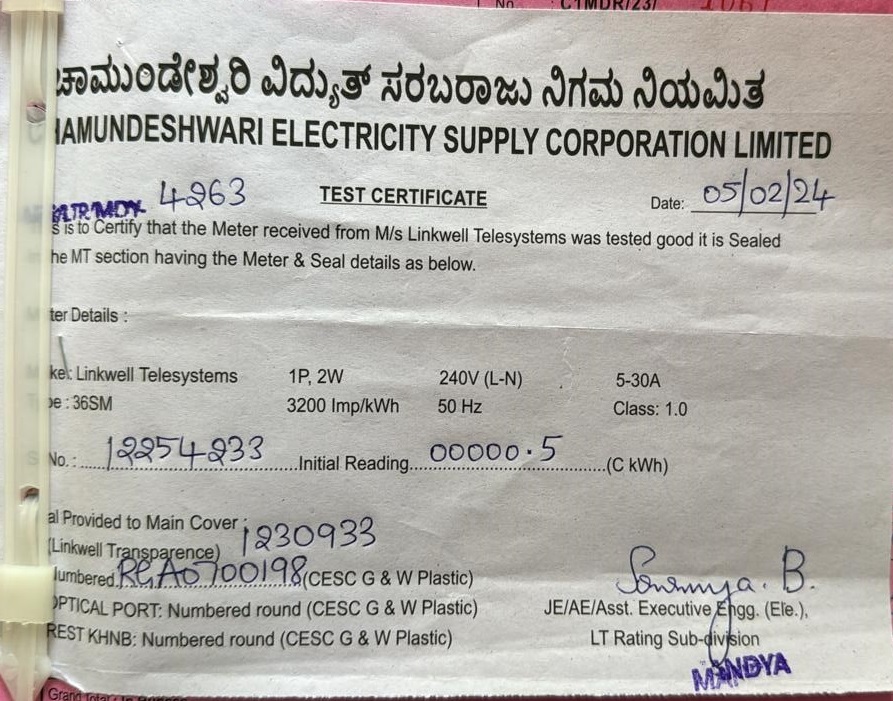 No. C1MDR/23/ 1061
ಚಾಮುಂಡೇಶ್ವರಿ ವಿದ್ಯುತ್ ಸರಬರಾಜು ನಿಗಮ ನಿಯಮಿತ
HAMUNDESHWARI ELECTRICITY SUPPLY CORPORATION LIMITED
4263 TEST CERTIFICATE Date: 05/02/24
s is to Certify that the Meter received from M/s Linkwell Telesystems was tested good it is Sealed
he MT section having the Meter & Seal details as below.
ter Details :
ke: Linkwell Telesystems 1P, 2W 240V (L-N) 5-30A
pe : 36SM 3200 Imp/kWh 50 Hz Class: 1.0
No.: 12254233 Initial Reading 00000.5 (C kWh)
al Provided to Main Cover :
(Linkwell Transparence) 1230933
Numbered RGA0700198 (CESC G & W Plastic)
OPTICAL PORT: Numbered round (CESC G & W Plastic)
REST KHNB: Numbered round (CESC G & W Plastic)
Sowmya. B.
JE/AE/Asst. Executive Engg. (Ele.),
LT Rating Sub-division
MANDYA